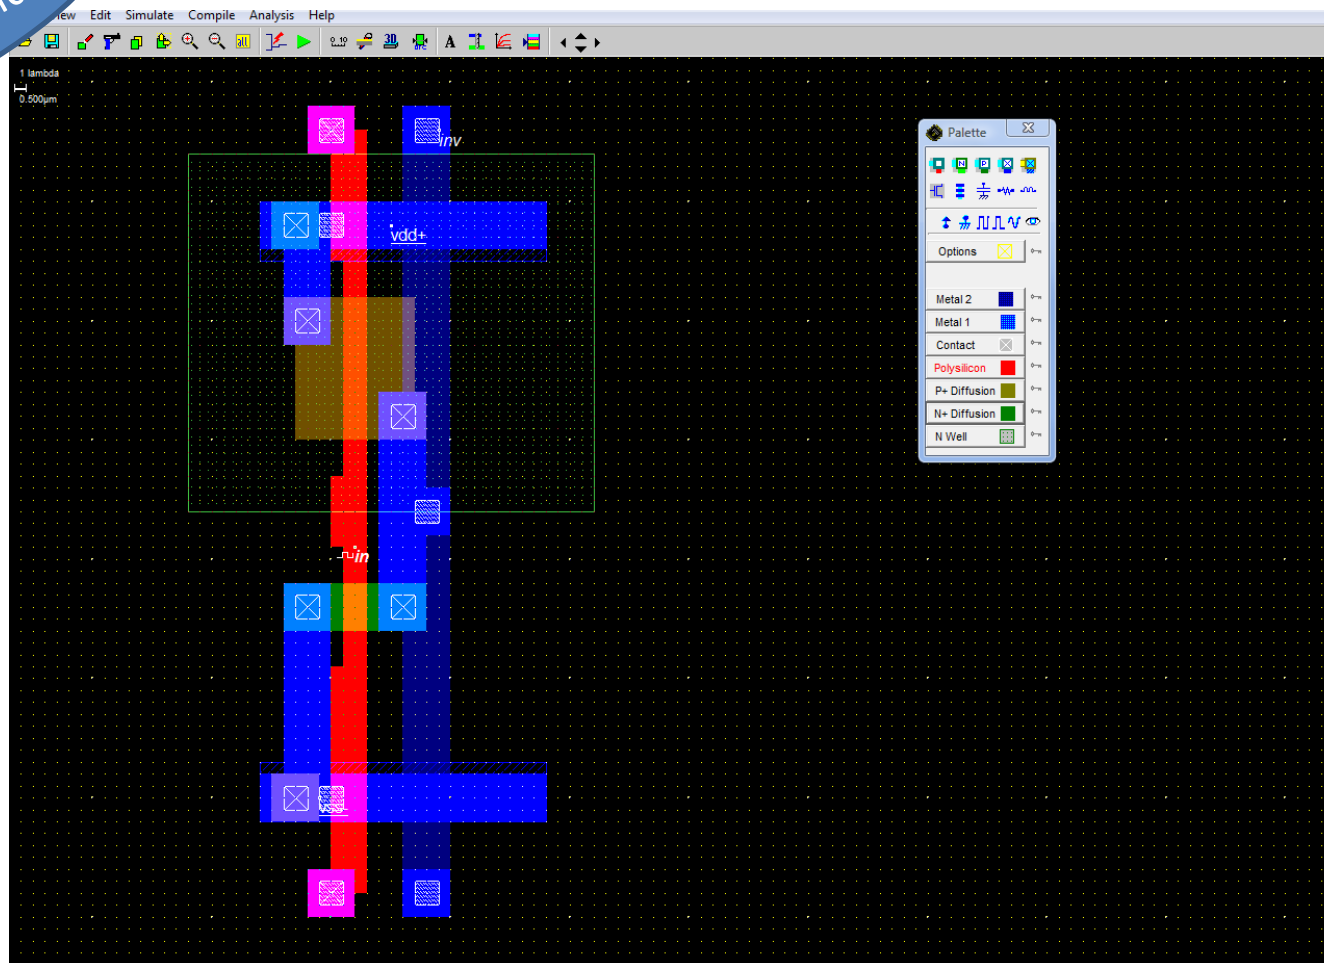 Edit Simulate Compile Analysis Help
1 lambda
0.500µm
inv
vdd+
in
Palette
Options
Metal 2
Metal 1
Contact
Polysilicon
P+ Diffusion
N+ Diffusion
N Well